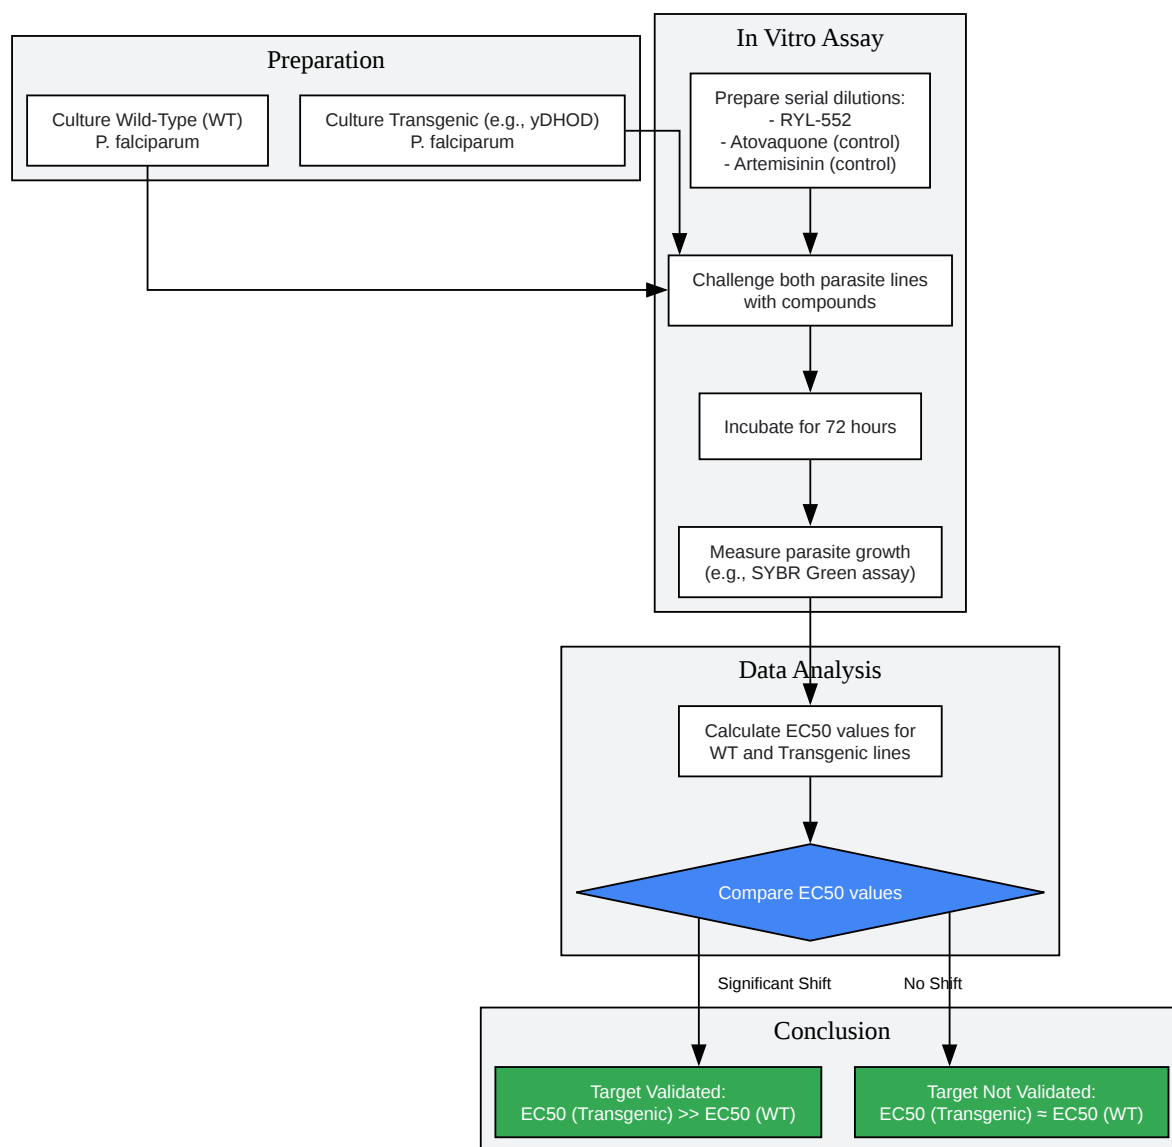 Preparation
Culture Wild-Type (WT)
P. falciparum
Culture Transgenic (e.g., yDHOD)
P. falciparum
In Vitro Assay
Prepare serial dilutions:
- RYL-552
- Atovaquone (control)
- Artemisinin (control)
Challenge both parasite lines
with compounds
Incubate for 72 hours
Measure parasite growth
(e.g., SYBR Green assay)
Data Analysis
Calculate EC50 values for
WT and Transgenic lines
Compare EC50 values
Significant Shift
No Shift
Conclusion
Target Validated:
EC50 (Transgenic) >> EC50 (WT)
Target Not Validated:
EC50 (Transgenic) ≈ EC50 (WT)